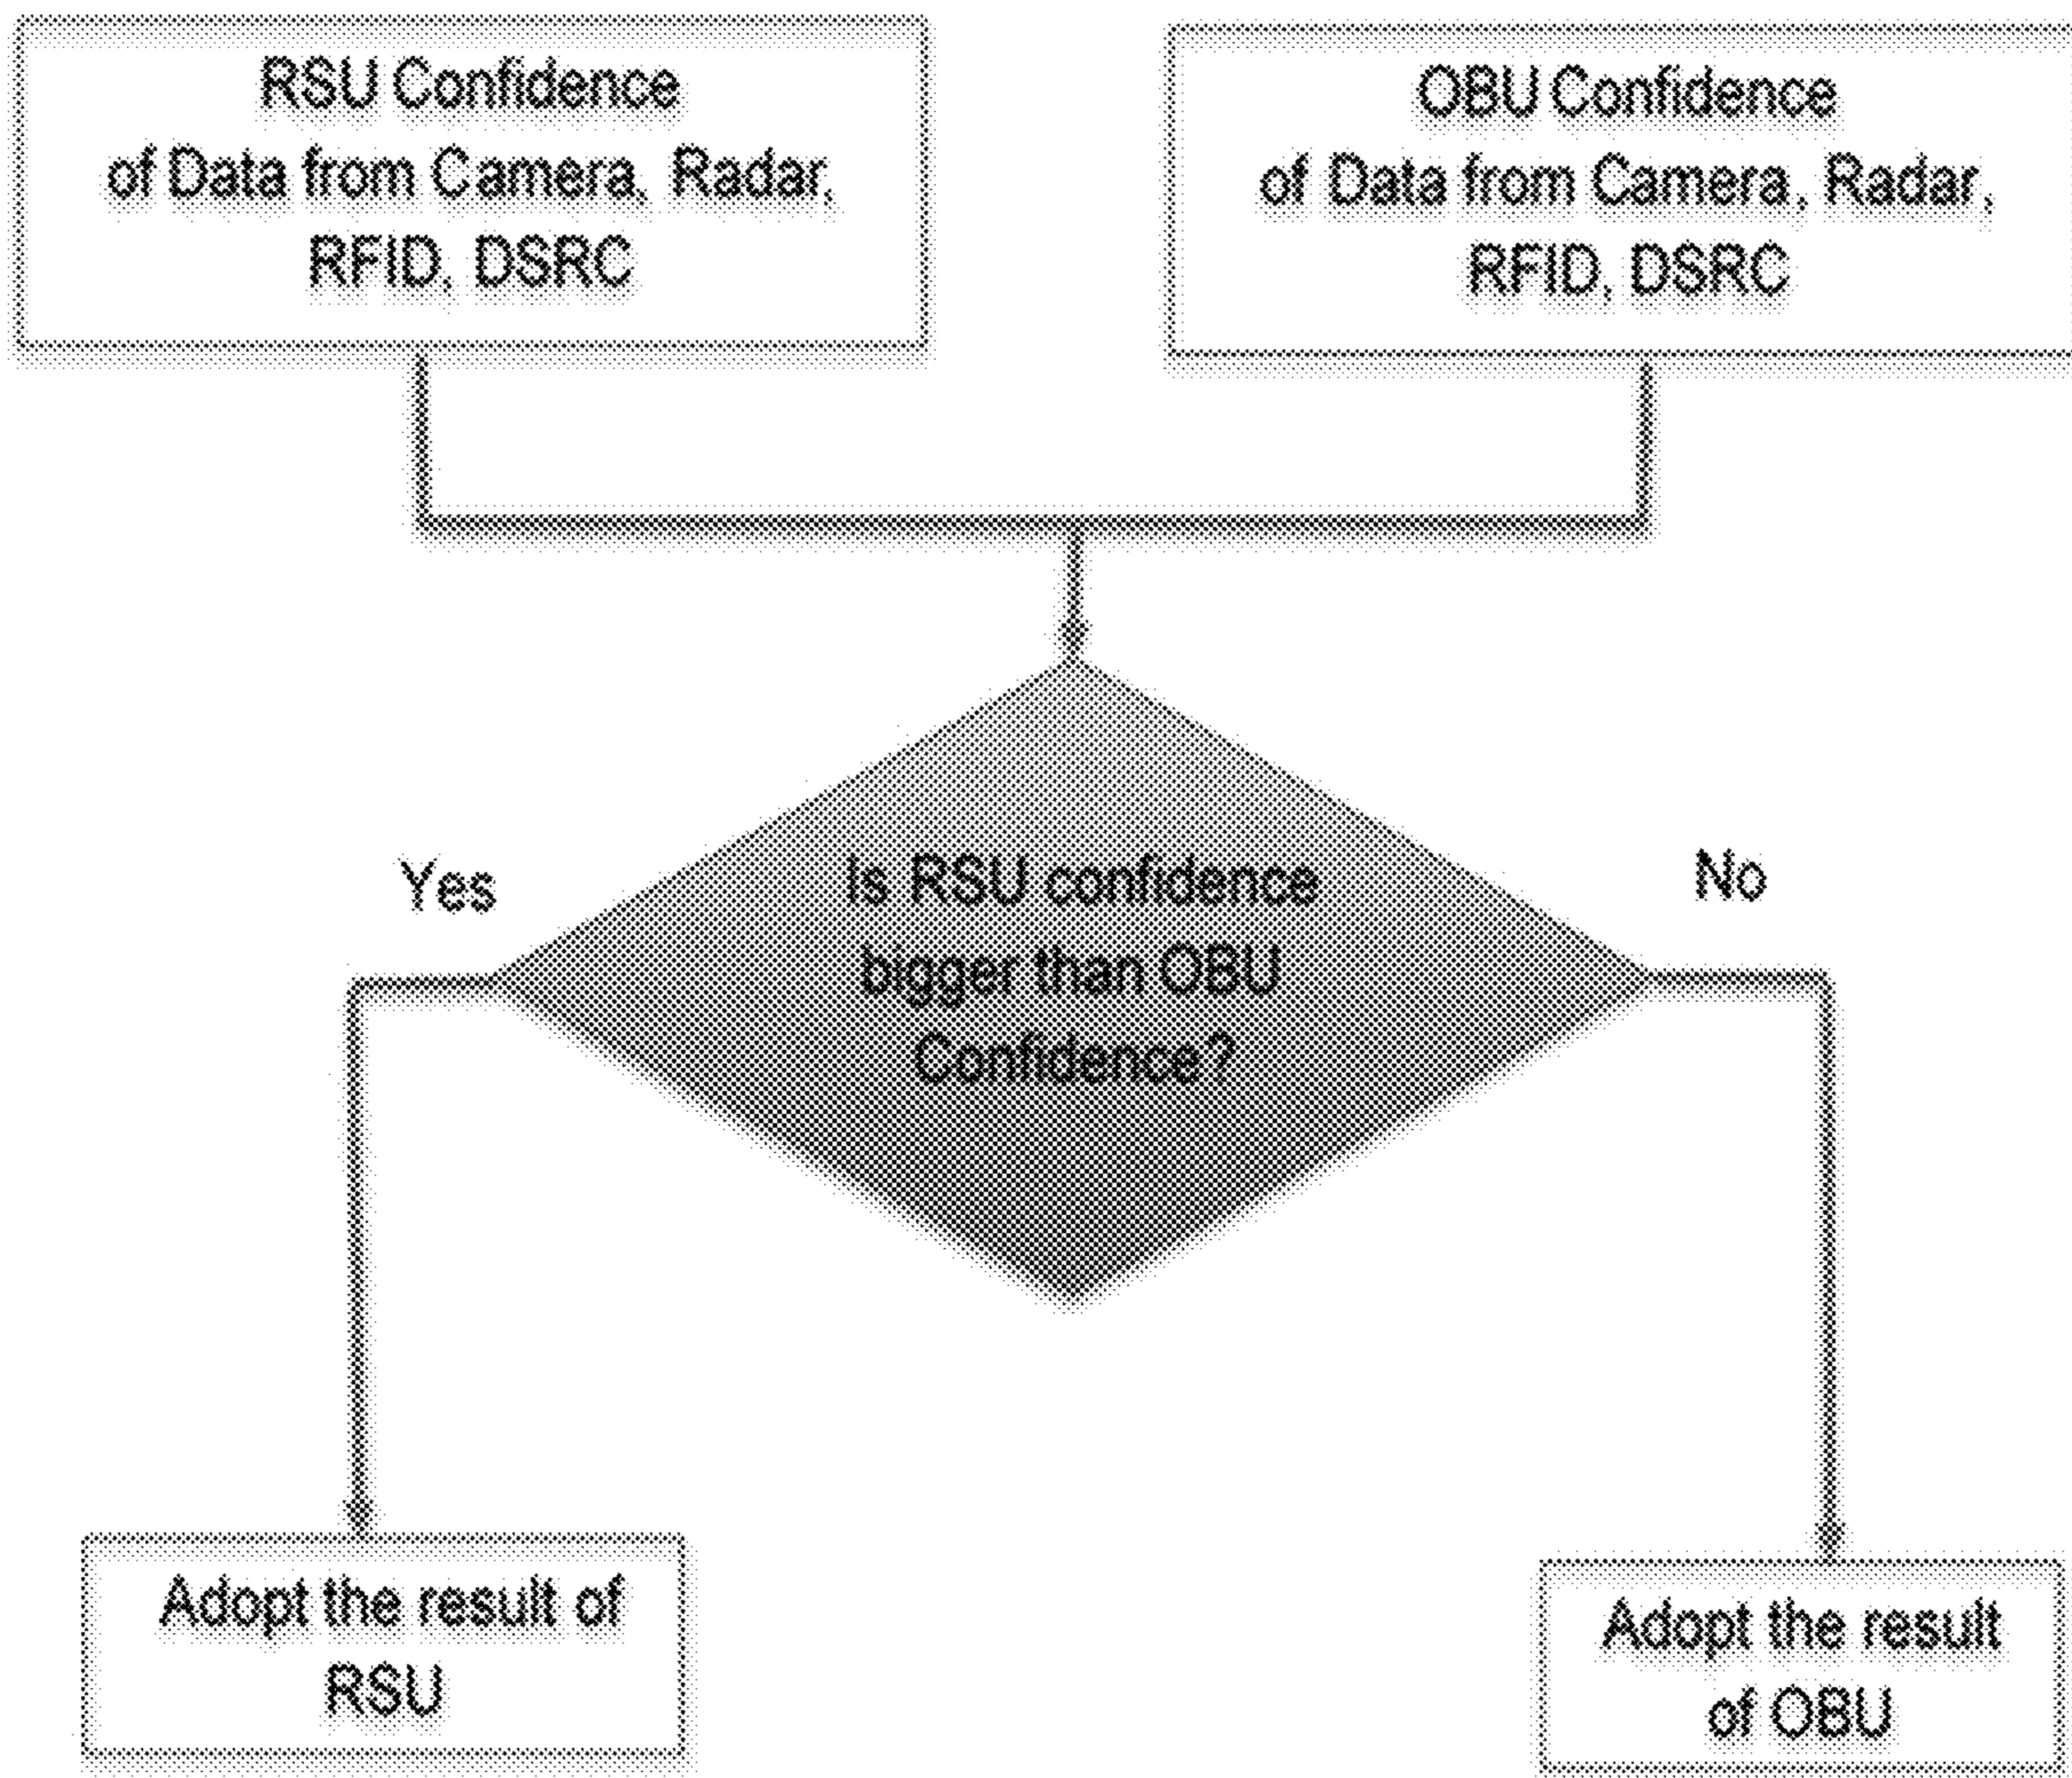 RSU Confidence
of Data from Camera, Radar,
RFID, DSRC
OBU Confidence
of Data from Camera, Radar,
RFID, DSRC
Is RSU confidence
bigger than OBU
Confidence?
Yes
No
Adopt the result of
RSU
Adopt the result
of OBU